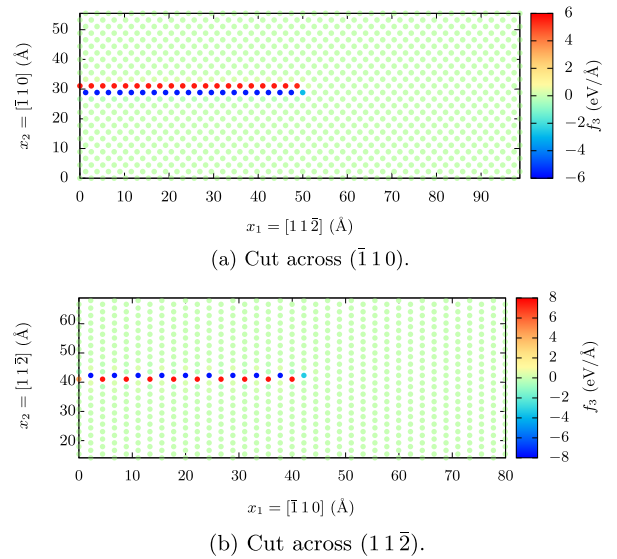 x₂ = [1̅ 1 0] (Å)
50
40
30
20
10
0
0 10 20 30 40 50 60 70 80 90
x₁ = [1 1 2̅] (Å)
6
4
2
0
−2
−4
−6
f₃ (eV/Å)
(a) Cut across (1̅ 1 0).
x₂ = [1 1 2̅] (Å)
60
50
40
30
20
0 10 20 30 40 50 60 70 80
x₁ = [1̅ 1 0] (Å)
8
6
4
2
0
−2
−4
−6
−8
f₃ (eV/Å)
(b) Cut across (1 1 2̅).